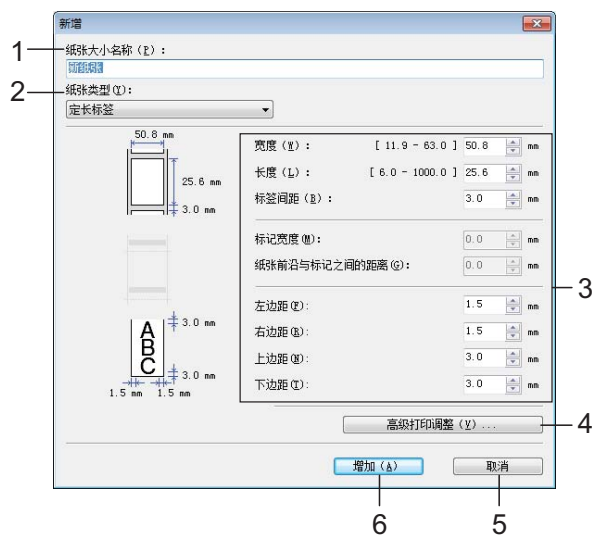 新增
1 纸张大小名称（P）:
新纸张
2 纸张类型(Y):
定长标签
50.8 mm
25.6 mm
3.0 mm
宽度（W）: [ 11.9 - 63.0 ] 50.8 mm
长度（L）: [ 6.0 - 1000.0 ] 25.6 mm
标签间距（B）: 3.0 mm
标记宽度(M): 0.0 mm
纸张前沿与标记之间的距离(G): 0.0 mm
3
ABC
3.0 mm
3.0 mm
1.5 mm 1.5 mm
左边距(F): 1.5 mm
右边距(R): 1.5 mm
上边距(N): 3.0 mm
下边距(T): 3.0 mm
高级打印调整（V）... 4
增加（A） 取消
6 5